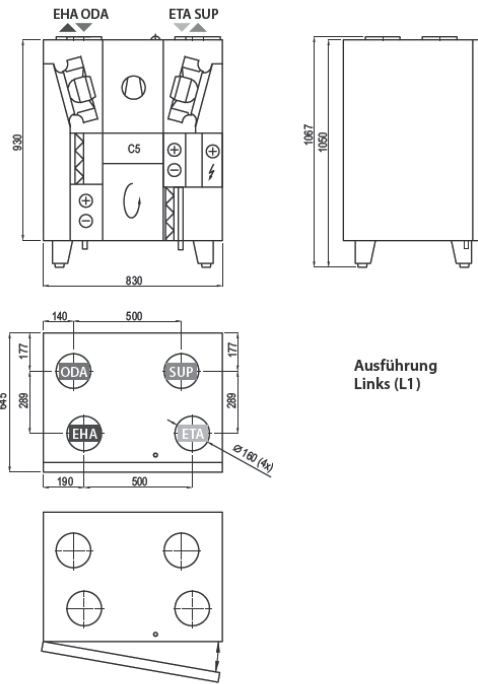 EHA ODA
ETA SUP
930
C5
830
1067
1050
140
500
177
177
ODA
SUP
289
289
645
EHA
ETA
Ø160 (4x)
190
500
Ausführung
Links (L1)